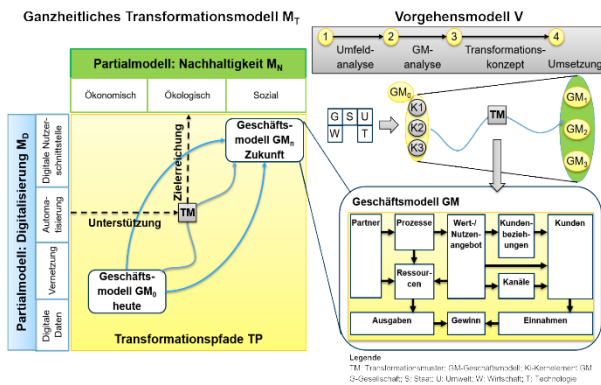 Ganzheitliches Transformationsmodell MT
Partialmodell: Nachhaltigkeit MN
Ökonomisch
Ökologisch
Sozial
Partialmodell: Digitalisierung MD
Digitale Nutzer-
schnittstelle
Automa-
tisierung
Vernetzung
Digitale
Daten
Geschäfts-
modell GMn
Zukunft
Zielerreichung
TM
Unterstützung
Geschäfts-
modell GM0
heute
Transformationspfade TP
Vorgehensmodell V
1
2
3
4
Umfeld-
analyse
GM-
analyse
Transformations-
konzept
Umsetzung
G
S
U
W
T
GM0
K1
K2
K3
TM
GM1
GM2
GM3
Geschäftsmodell GM
Partner
Prozesse
Wert-/
Nutzen-
angebot
Kunden-
bezieh-
ungen
Kunden
Ressour-
cen
Kanäle
Ausgaben
Gewinn
Einnahmen
Legende
TM: Transformationsmuster; GM-Geschäftsmodell; Ki-Kernelement GM
G-Gesellschaft; S: Staat; U: Umwelt; W: Wirtschaft; T: Technologie